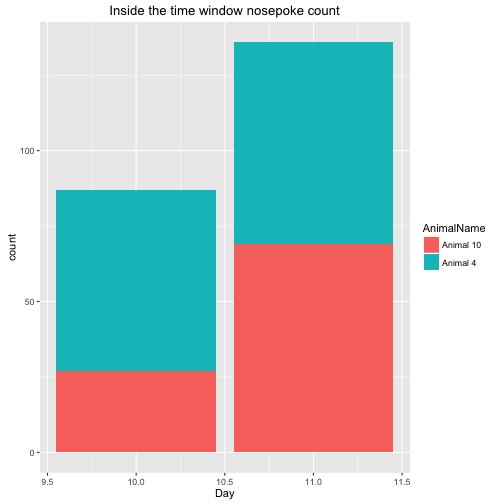 Inside the time window nosepoke count
100
50
0
count
9.5 10.0 10.5 11.0 11.5
Day
AnimalName
Animal 10
Animal 4